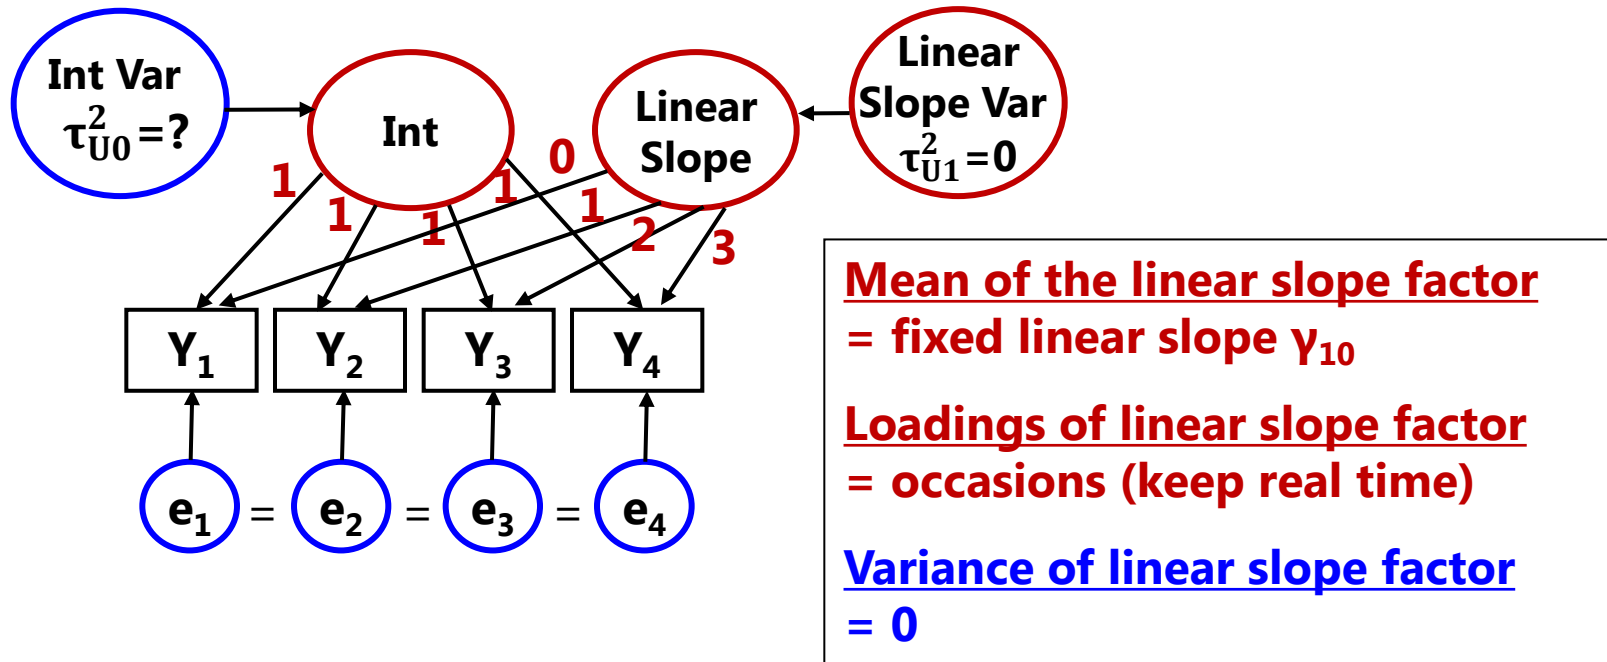 Int Var
τ²U0 =?
Int
Linear
Slope
Linear
Slope Var
τ²U1 =0
1
1
1
1
0
1
2
3
Y₁
Y₂
Y₃
Y₄
e₁ = e₂ = e₃ = e₄
Mean of the linear slope factor
= fixed linear slope γ₁₀
Loadings of linear slope factor
= occasions (keep real time)
Variance of linear slope factor
= 0